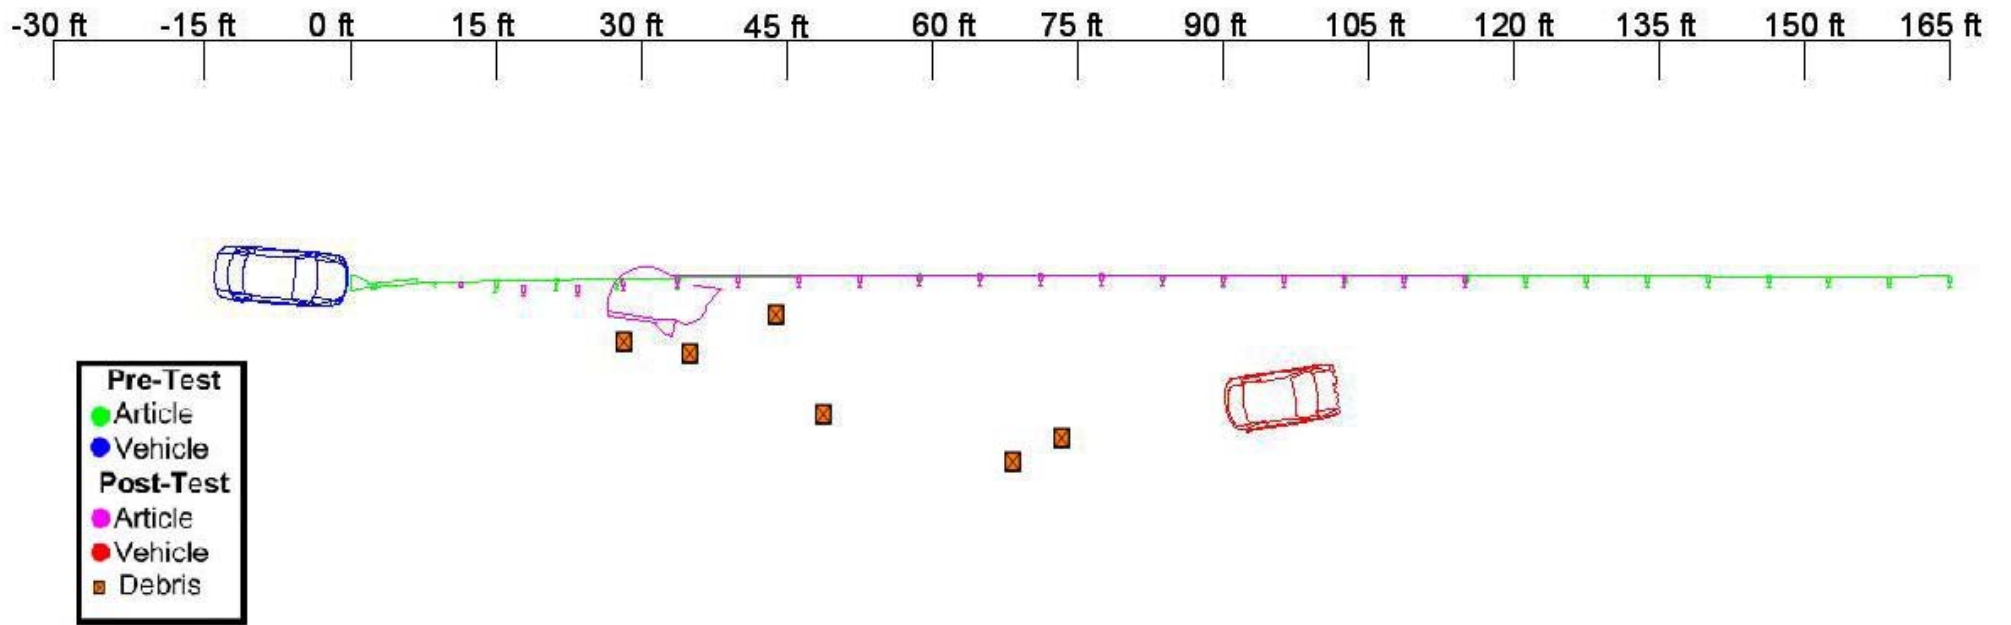 -30 ft -15 ft 0 ft 15 ft 30 ft 45 ft 60 ft 75 ft 90 ft 105 ft 120 ft 135 ft 150 ft 165 ft
Pre-Test
Article
Vehicle
Post-Test
Article
Vehicle
Debris